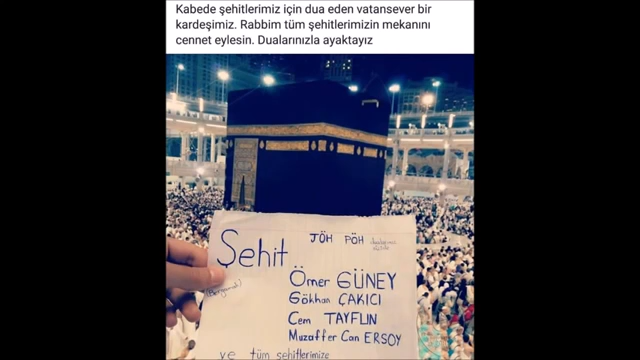 Kabede şehitlerimiz için dua eden vatansever bir
kardeşimiz. Rabbim tüm şehitlerimizin mekanını
cennet eylesin. Dualarınızla ayaktayız
Şehit JÖH PÖH
Ömer GÜNEY
Gökhan ÇAKICI
Cem TAYFUN
Muzaffer Can ERSOY
ve tüm şehitlerimize